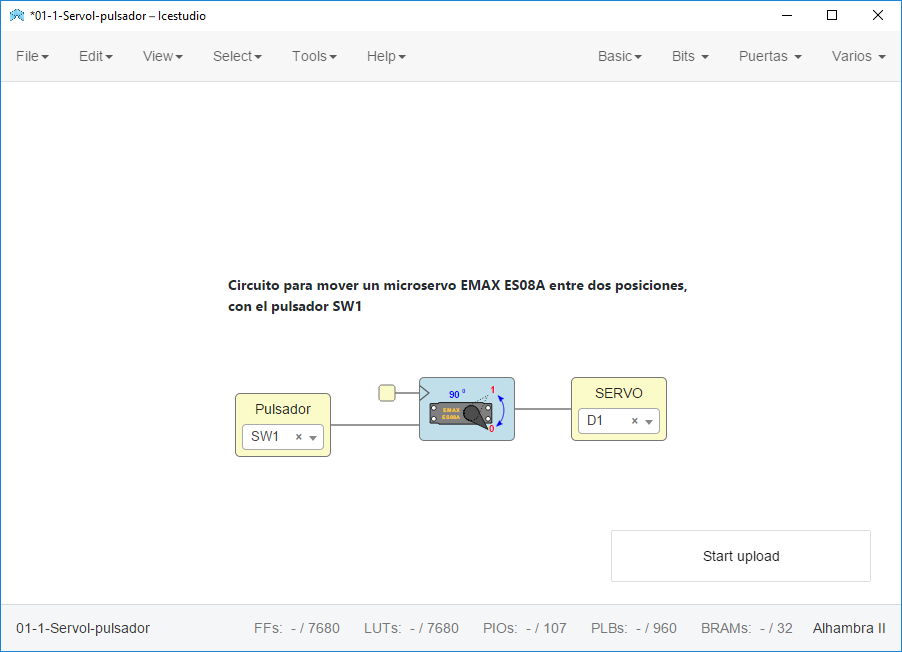 *01-1-Servol-pulsador – Icestudio
File Edit View Select Tools Help Basic Bits Puertas Varios
Circuito para mover un microservo EMAX ES08A entre dos posiciones,
con el pulsador SW1
Pulsador
SW1 ×
90 º
1
EMAX
ES08A
0
SERVO
D1 ×
Start upload
01-1-Servol-pulsador FFs: - / 7680 LUTs: - / 7680 PIOs: - / 107 PLBs: - / 960 BRAMs: - / 32 Alhambra II